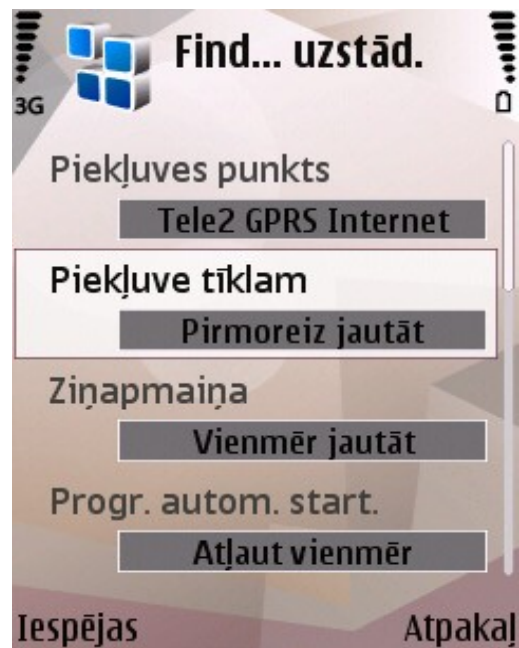 Find... uzstād.
3G
Piekļuves punkts
Tele2 GPRS Internet
Piekļuve tīklam
Pirmoreiz jautāt
Ziņapmaiņa
Vienmēr jautāt
Progr. autom. start.
Atļaut vienmēr
Iespējas Atpakaļ